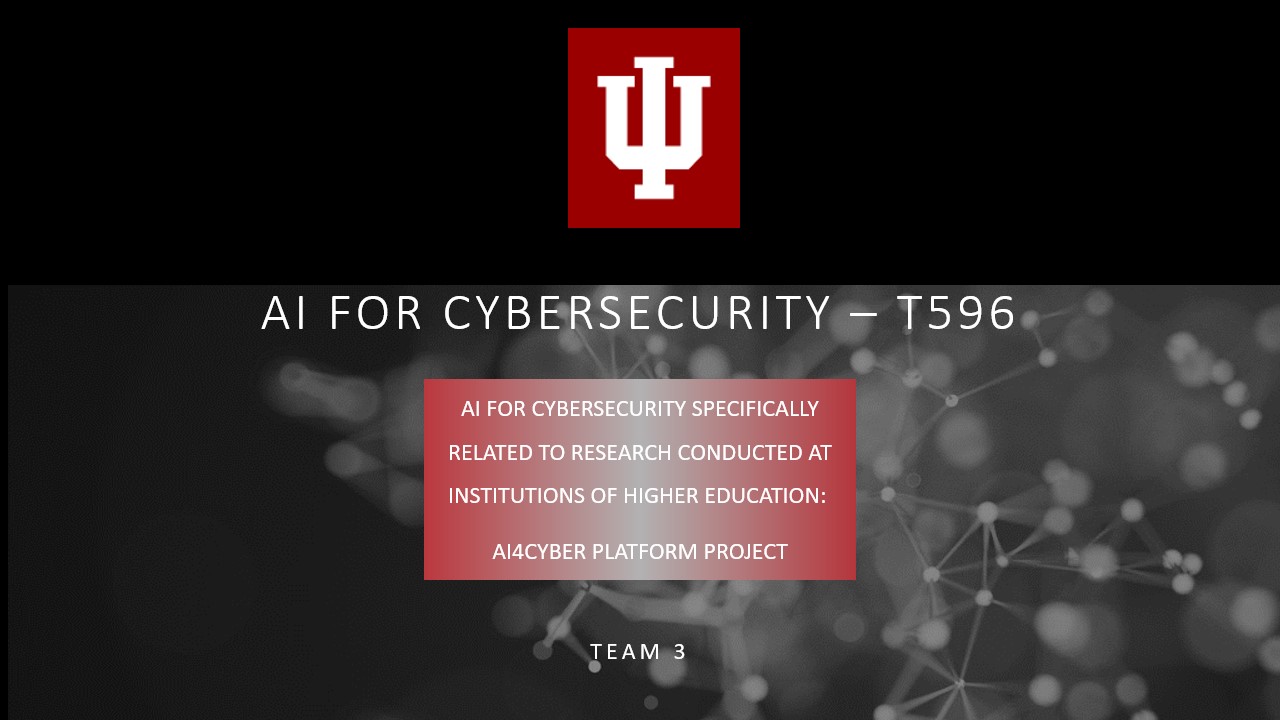 AI FOR CYBERSECURITY – T596
AI FOR CYBERSECURITY SPECIFICALLY
RELATED TO RESEARCH CONDUCTED AT
INSTITUTIONS OF HIGHER EDUCATION:
AI4CYBER PLATFORM PROJECT
TEAM 3